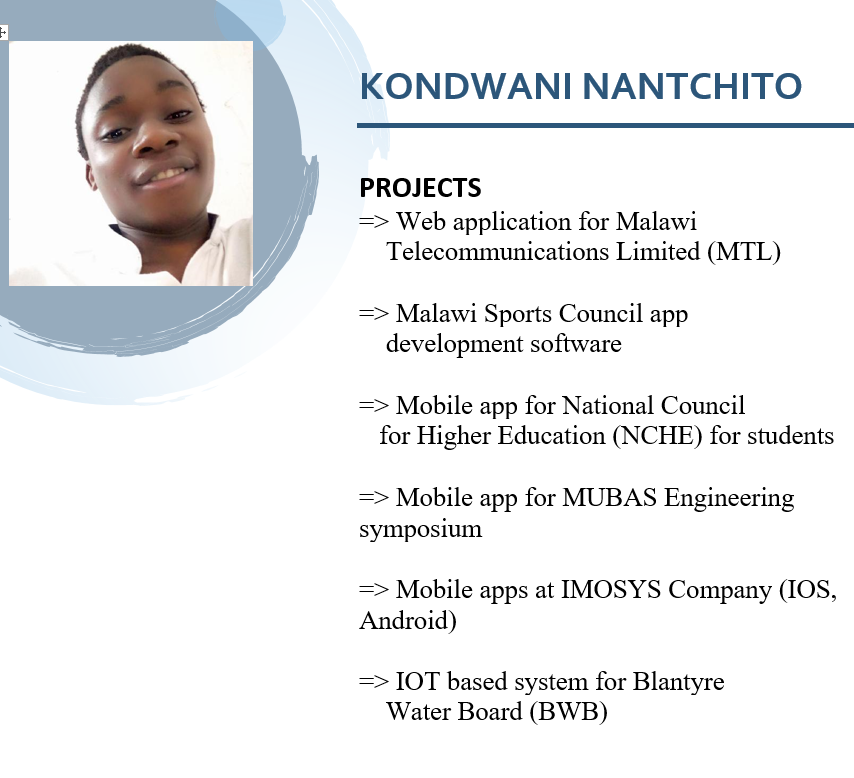 KONDWANI NANTCHITO
PROJECTS
=> Web application for Malawi
Telecommunications Limited (MTL)
=> Malawi Sports Council app
development software
=> Mobile app for National Council
for Higher Education (NCHE) for students
=> Mobile app for MUBAS Engineering
symposium
=> Mobile apps at IMOSYS Company (IOS,
Android)
=> IOT based system for Blantyre
Water Board (BWB)